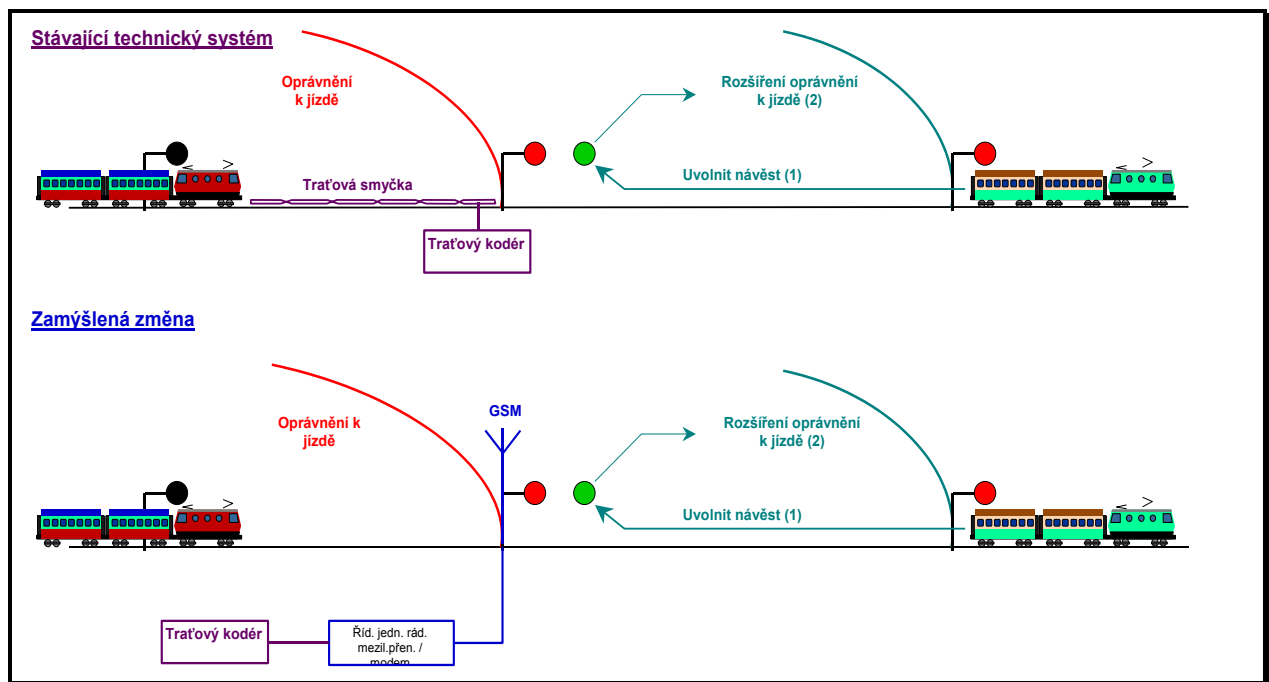 Stávající technický systém
Oprávnění
k jízdě
Rozšíření oprávnění
k jízdě (2)
Uvolnit návěst (1)
Traťová smyčka
Traťový kodér
Zamýšlená změna
Oprávnění k
jízdě
GSM
Rozšíření oprávnění
k jízdě (2)
Uvolnit návěst (1)
Traťový kodér
Říd. jedn. rád.
mezil.přen. /
modem